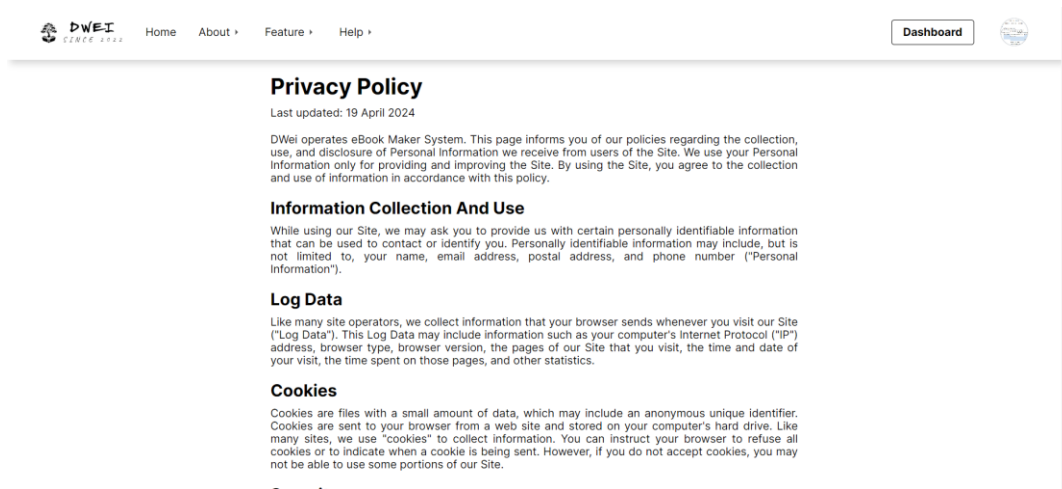 DWEI
SINCE 2022
Home About Feature Help
Dashboard
Privacy Policy
Last updated: 19 April 2024
DWei operates eBook Maker System. This page informs you of our policies regarding the collection,
use, and disclosure of Personal Information we receive from users of the Site. We use your Personal
Information only for providing and improving the Site. By using the Site, you agree to the collection
and use of information in accordance with this policy.
Information Collection And Use
While using our Site, we may ask you to provide us with certain personally identifiable information
that can be used to contact or identify you. Personally identifiable information may include, but is
not limited to, your name, email address, postal address, and phone number ("Personal
Information").
Log Data
Like many site operators, we collect information that your browser sends whenever you visit our Site
("Log Data"). This Log Data may include information such as your computer's Internet Protocol ("IP")
address, browser type, browser version, the pages of our Site that you visit, the time and date of
your visit, the time spent on those pages, and other statistics.
Cookies
Cookies are files with a small amount of data, which may include an anonymous unique identifier.
Cookies are sent to your browser from a web site and stored on your computer's hard drive. Like
many sites, we use "cookies" to collect information. You can instruct your browser to refuse all
cookies or to indicate when a cookie is being sent. However, if you do not accept cookies, you may
not be able to use some portions of our Site.